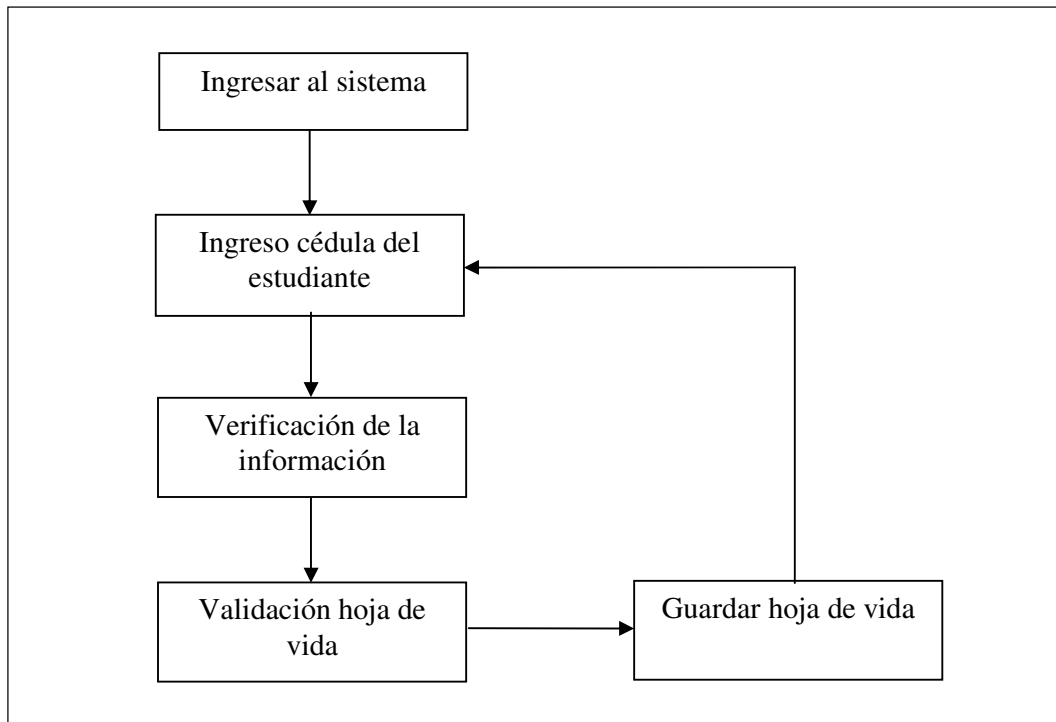 Ingresar al sistema
Ingreso cédula del
estudiante
Verificación de la
información
Validación hoja de
vida
Guardar hoja de vida